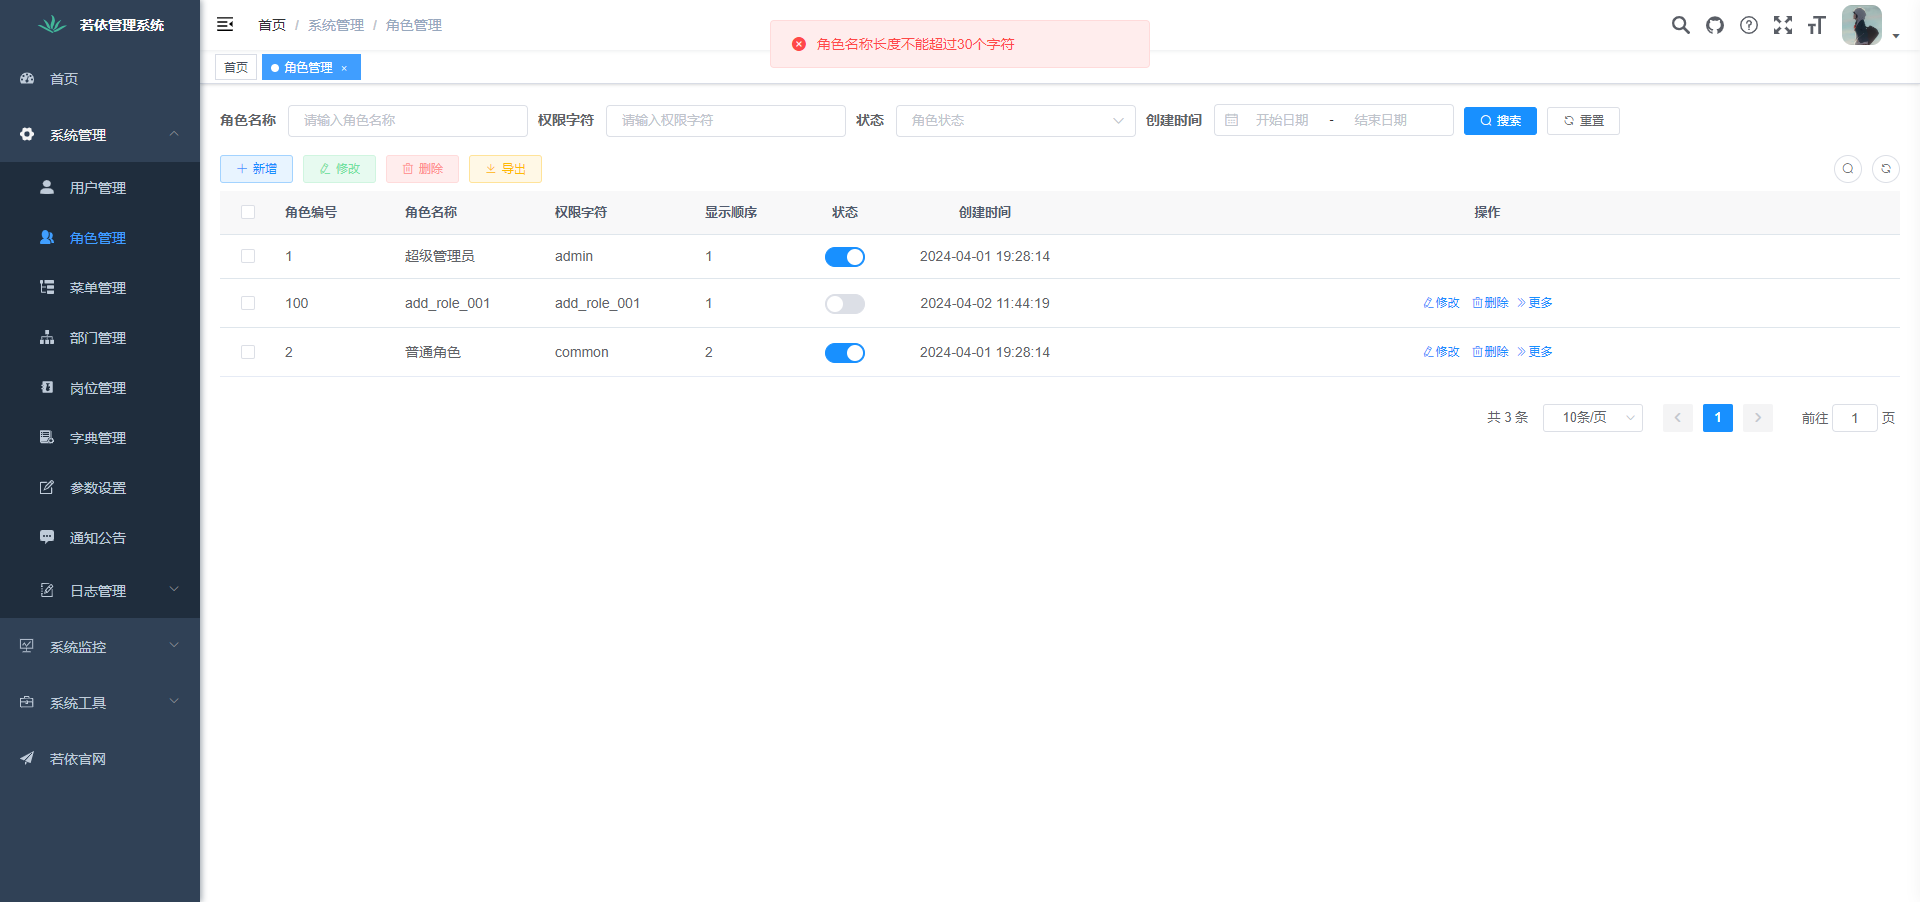 若依管理系统
首页
系统管理
用户管理
角色管理
菜单管理
部门管理
岗位管理
字典管理
参数设置
通知公告
日志管理
系统监控
系统工具
若依官网
首页 / 系统管理 / 角色管理
角色名称长度不能超过30个字符
首页 角色管理 ×
角色名称 请输入角色名称 权限字符 请输入权限字符 状态 角色状态 创建时间 开始日期 - 结束日期 搜索 重置
新增 修改 删除 导出
角色编号 角色名称 权限字符 显示顺序 状态 创建时间 操作
1 超级管理员 admin 1 2024-04-01 19:28:14
100 add_role_001 add_role_001 1 2024-04-02 11:44:19 修改 删除 更多
2 普通角色 common 2 2024-04-01 19:28:14 修改 删除 更多
共 3 条 10条/页 1 前往 1 页